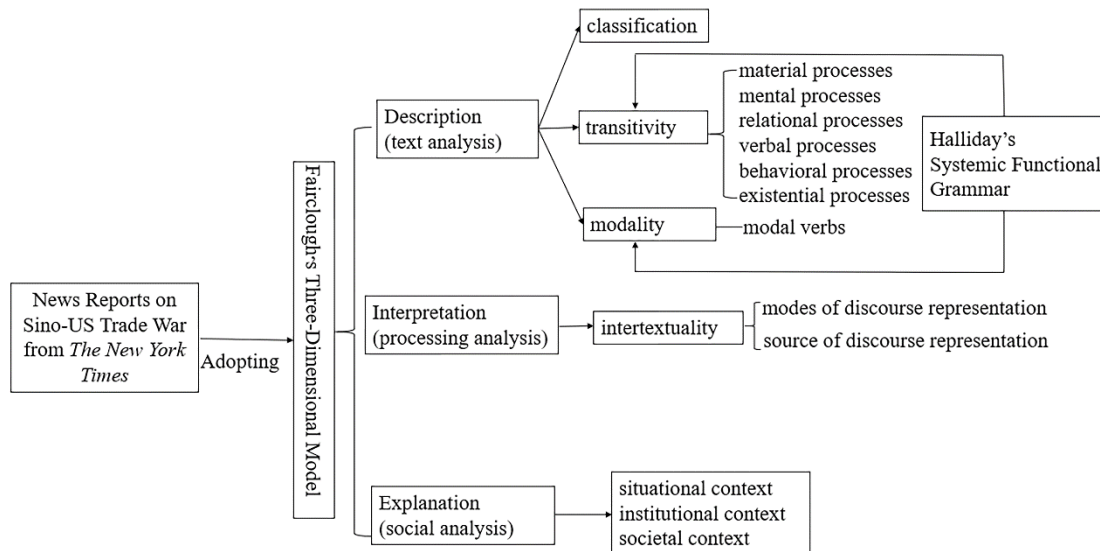 News Reports on
Sino-US Trade War
from The New York
Times
Adopting
Fairclough's Three-Dimensional Model
Description
(text analysis)
classification
transitivity
material processes
mental processes
relational processes
verbal processes
behavioral processes
existential processes
modality
modal verbs
Halliday's
Systemic Functional
Grammar
Interpretation
(processing analysis)
intertextuality
modes of discourse representation
source of discourse representation
Explanation
(social analysis)
situational context
institutional context
societal context